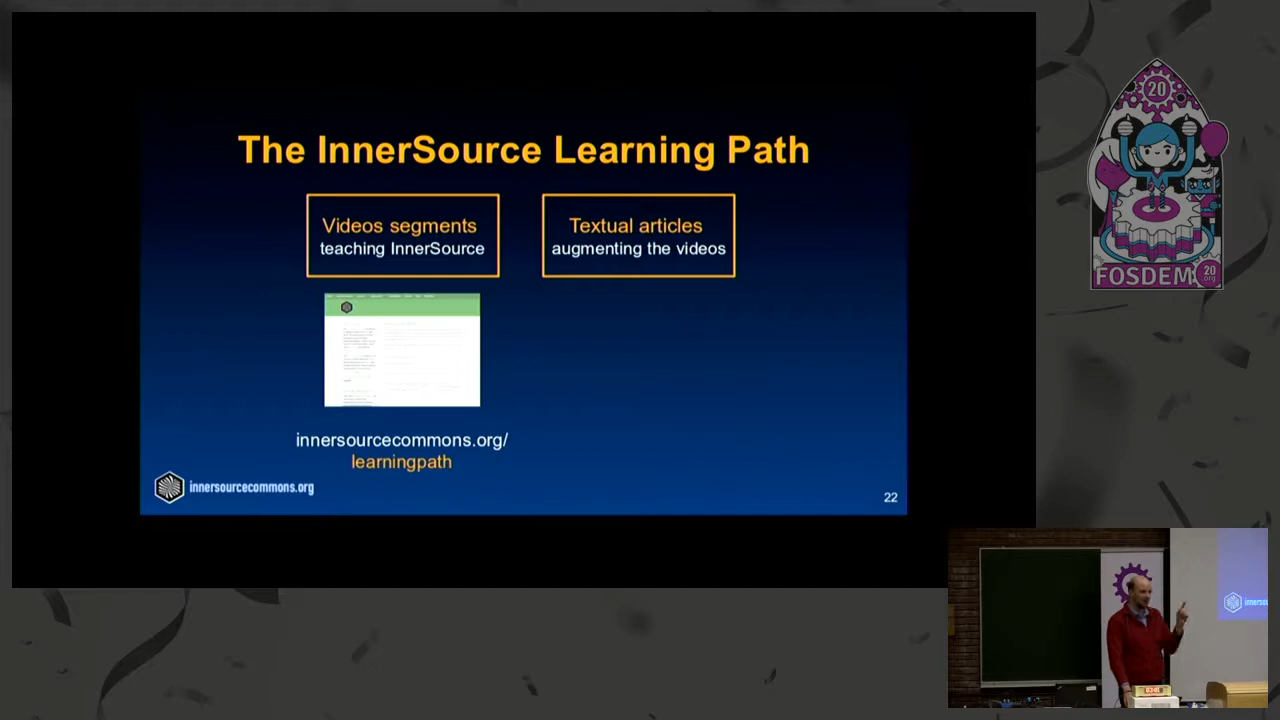 The InnerSource Learning Path
Videos segments
teaching InnerSource
Textual articles
augmenting the videos
innersourcecommons.org/
learningpath
innersourcecommons.org
22
20
FOSDEM
20
org